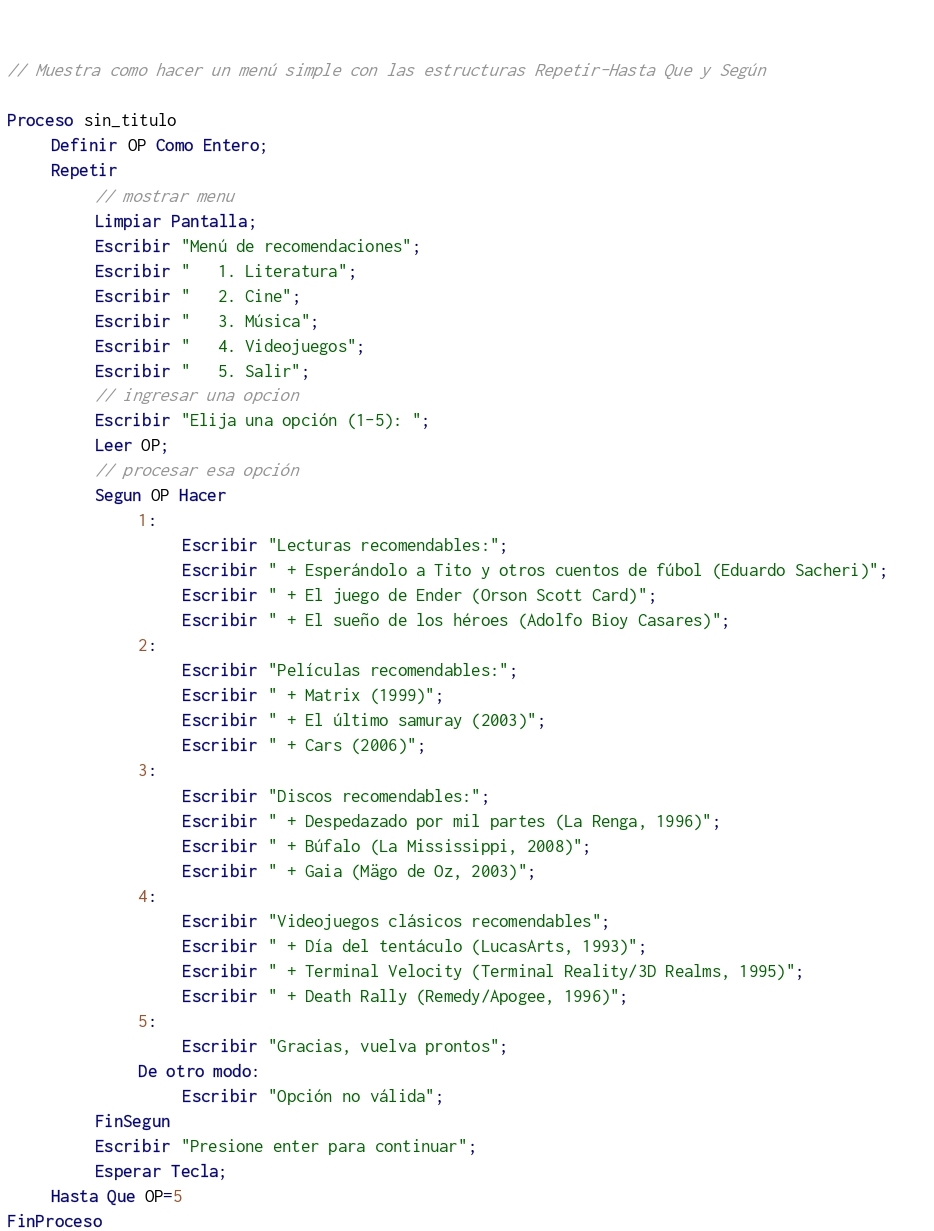 // Muestra como hacer un menú simple con las estructuras Repetir-Hasta Que y Según
Proceso sin_titulo
Definir OP Como Entero;
Repetir
// mostrar menu
Limpiar Pantalla;
Escribir "Menú de recomendaciones";
Escribir "   1. Literatura";
Escribir "   2. Cine";
Escribir "   3. Música";
Escribir "   4. Videojuegos";
Escribir "   5. Salir";
// ingresar una opcion
Escribir "Elija una opción (1-5): ";
Leer OP;
// procesar esa opción
Segun OP Hacer
1:
Escribir "Lecturas recomendables:";
Escribir " + Esperándolo a Tito y otros cuentos de fúbol (Eduardo Sacheri)";
Escribir " + El juego de Ender (Orson Scott Card)";
Escribir " + El sueño de los héroes (Adolfo Bioy Casares)";
2:
Escribir "Películas recomendables:";
Escribir " + Matrix (1999)";
Escribir " + El último samuray (2003)";
Escribir " + Cars (2006)";
3:
Escribir "Discos recomendables:";
Escribir " + Despedazado por mil partes (La Renga, 1996)";
Escribir " + Búfalo (La Mississippi, 2008)";
Escribir " + Gaia (Mägo de Oz, 2003)";
4:
Escribir "Videojuegos clásicos recomendables";
Escribir " + Día del tentáculo (LucasArts, 1993)";
Escribir " + Terminal Velocity (Terminal Reality/3D Realms, 1995)";
Escribir " + Death Rally (Remedy/Apogee, 1996)";
5:
Escribir "Gracias, vuelva prontos";
De otro modo:
Escribir "Opción no válida";
FinSegun
Escribir "Presione enter para continuar";
Esperar Tecla;
Hasta Que OP=5
FinProceso